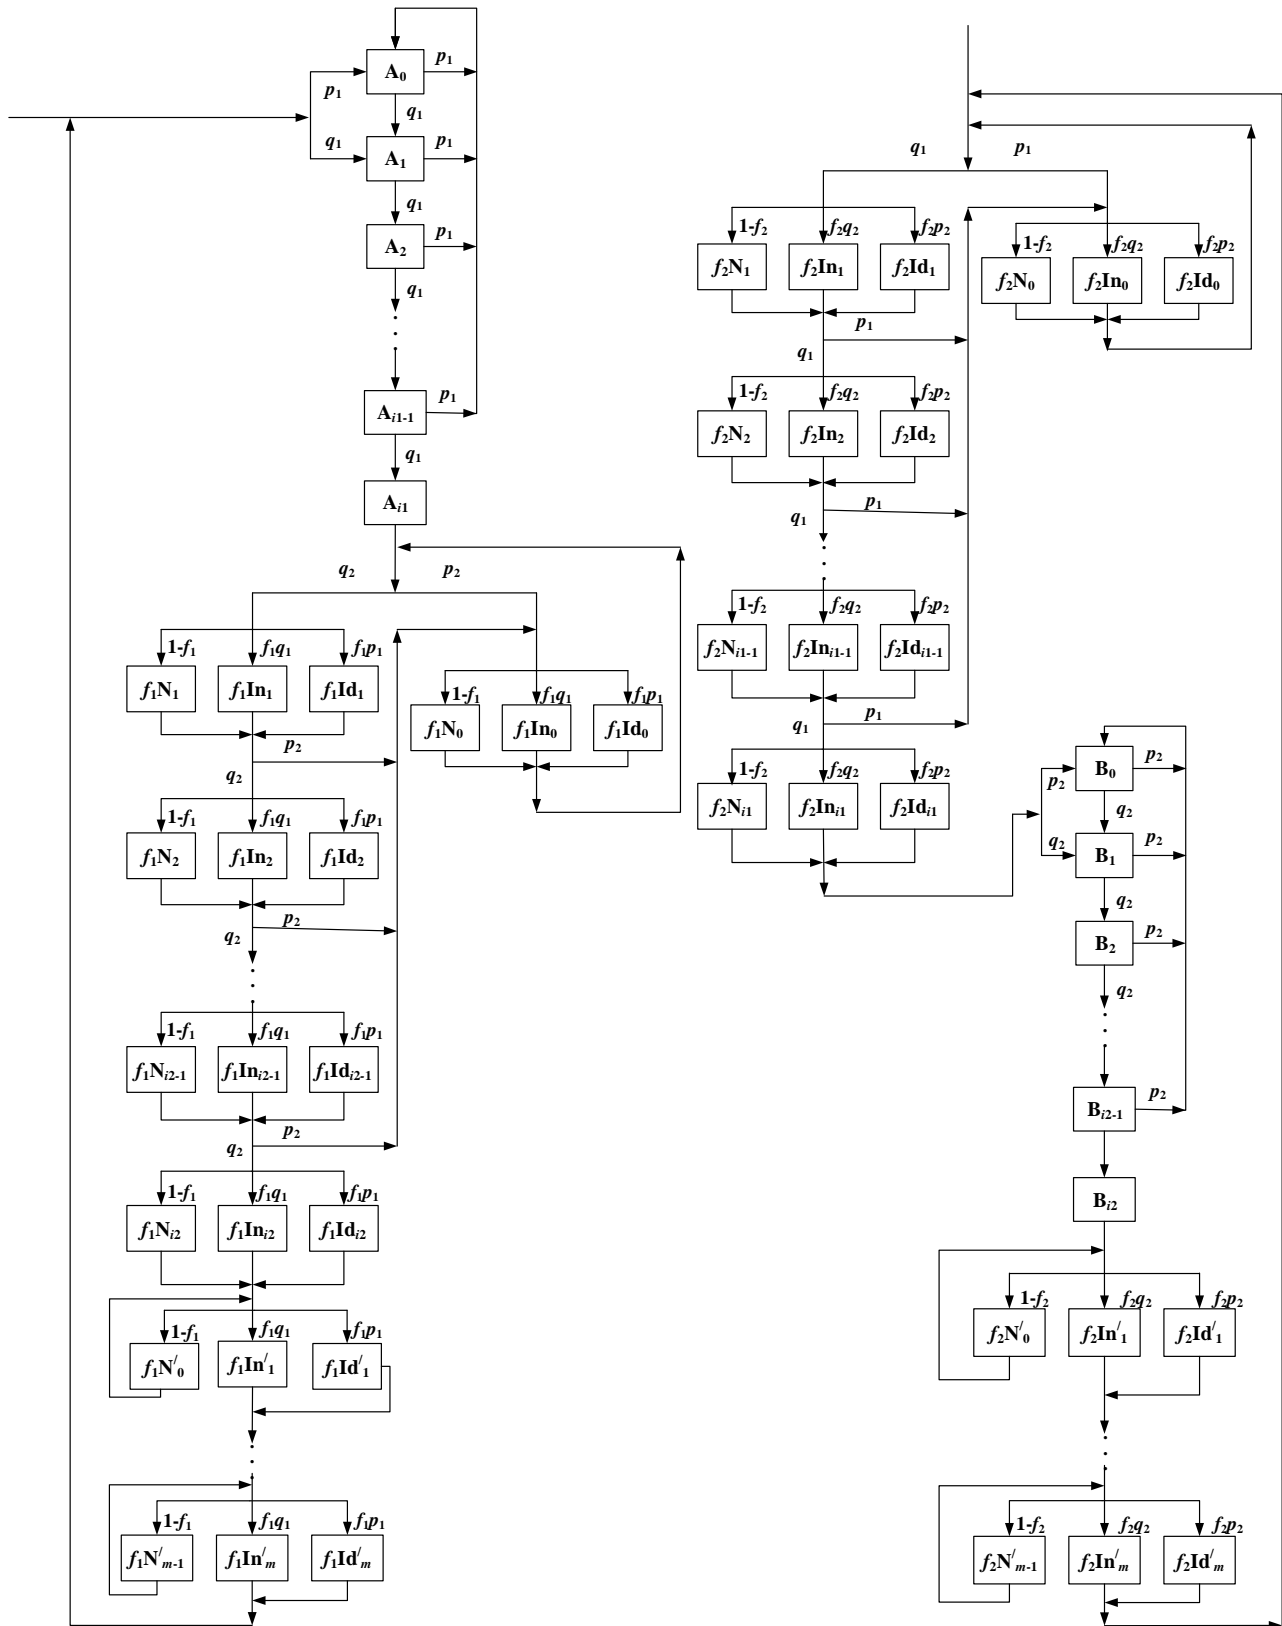 A0 p1
p1
q1
q1 A1 p1
q1
A2 p1
q1
Ai1-1 p1
q1
Ai1
q2 p2
1-f1 f1q1 f1p1
f1N1 f1In1 f1Id1
1-f1 f1q1 f1p1
f1N0 f1In0 f1Id0
p2
q2
1-f1 f1q1 f1p1
f1N2 f1In2 f1Id2
p2
q2
1-f1 f1q1 f1p1
f1Ni2-1 f1Ini2-1 f1Idi2-1
p2
q2
1-f1 f1q1 f1p1
f1Ni2 f1Ini2 f1Idi2
1-f1 f1q1 f1p1
f1N/0 f1In/1 f1Id/1
1-f1 f1q1 f1p1
f1N/m-1 f1In/m f1Id/m
q1 p1
1-f2 f2q2 f2p2
f2N1 f2In1 f2Id1
1-f2 f2q2 f2p2
f2N0 f2In0 f2Id0
p1
q1
1-f2 f2q2 f2p2
f2N2 f2In2 f2Id2
p1
q1
1-f2 f2q2 f2p2
f2Ni1-1 f2Ini1-1 f2Idi1-1
p1
q1
1-f2 f2q2 f2p2
f2Ni1 f2Ini1 f2Idi1
B0 p2
p2
q2
q2 B1 p2
q2
B2 p2
q2
Bi2-1 p2
Bi2
1-f2 f2q2 f2p2
f2N/0 f2In/1 f2Id/1
1-f2 f2q2 f2p2
f2N/m-1 f2In/m f2Id/m